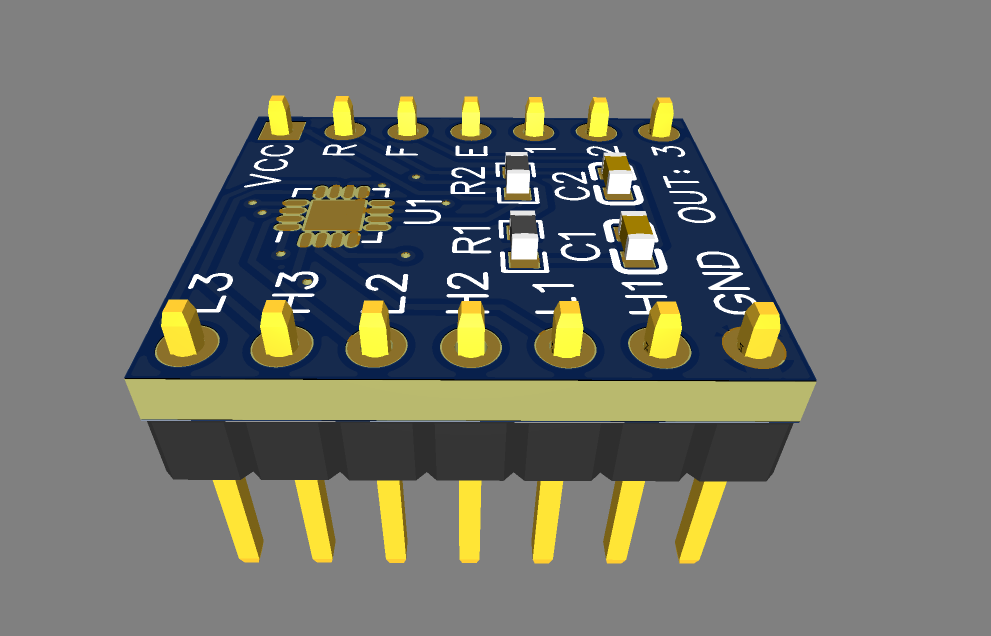 VCC R F E 1 2 OUT: 3
R2 C2
U1
R1 C1
L3 H3 L2 H2 L1 H1 GND